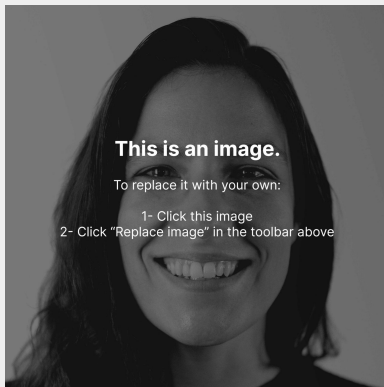 This is an image.
To replace it with your own:
1- Click this image
2- Click “Replace image” in the toolbar above